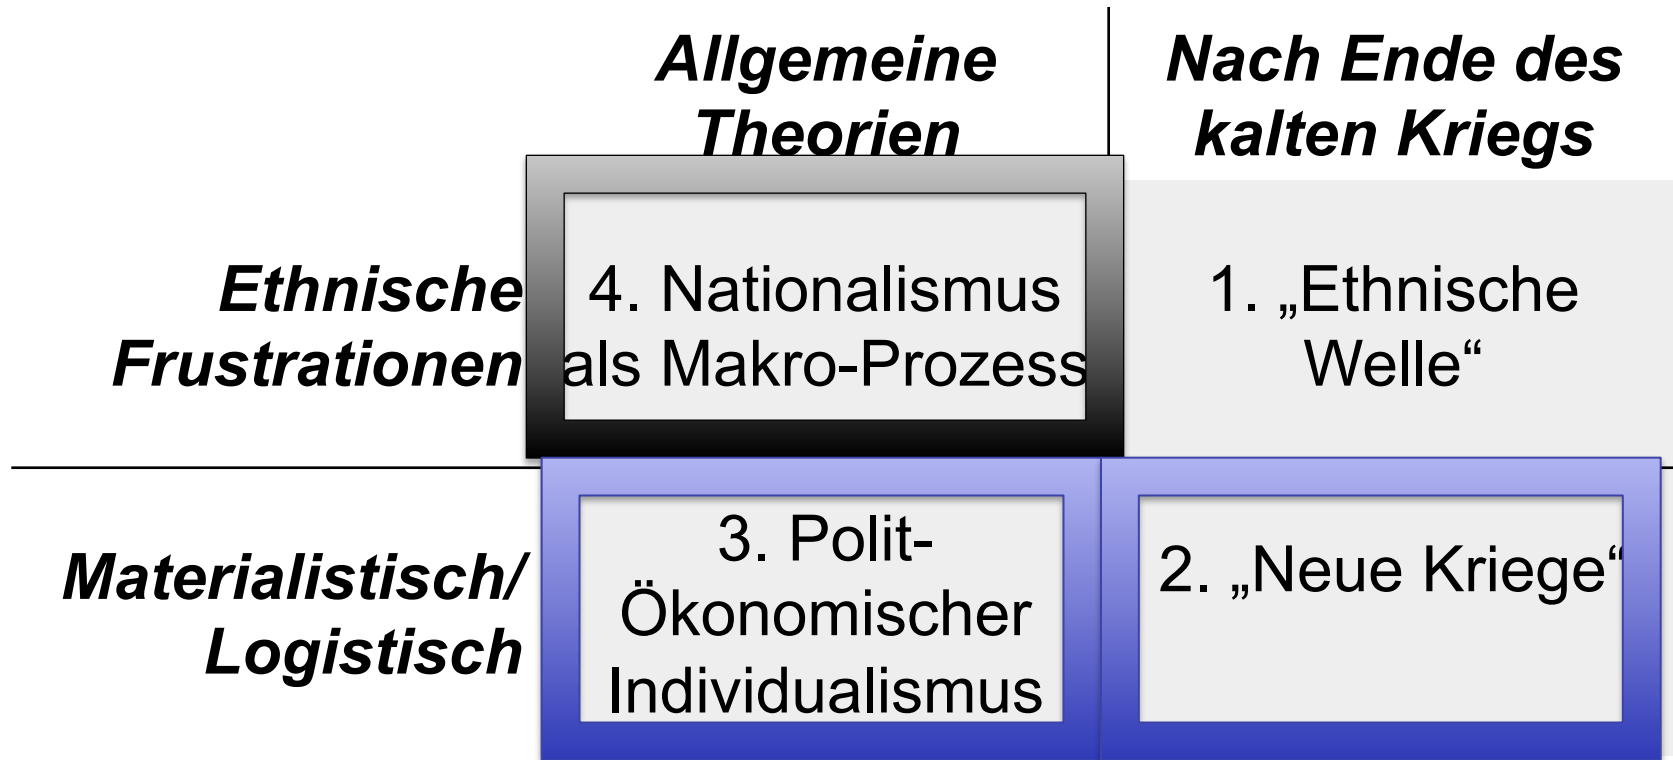 Allgemeine
Theorien
Nach Ende des
kalten Kriegs
Ethnische
Frustrationen
4. Nationalismus
als Makro-Prozess
1. „Ethnische
Welle“
Materialistisch/
Logistisch
3. Polit-
Ökonomischer
Individualismus
2. „Neue Kriege“